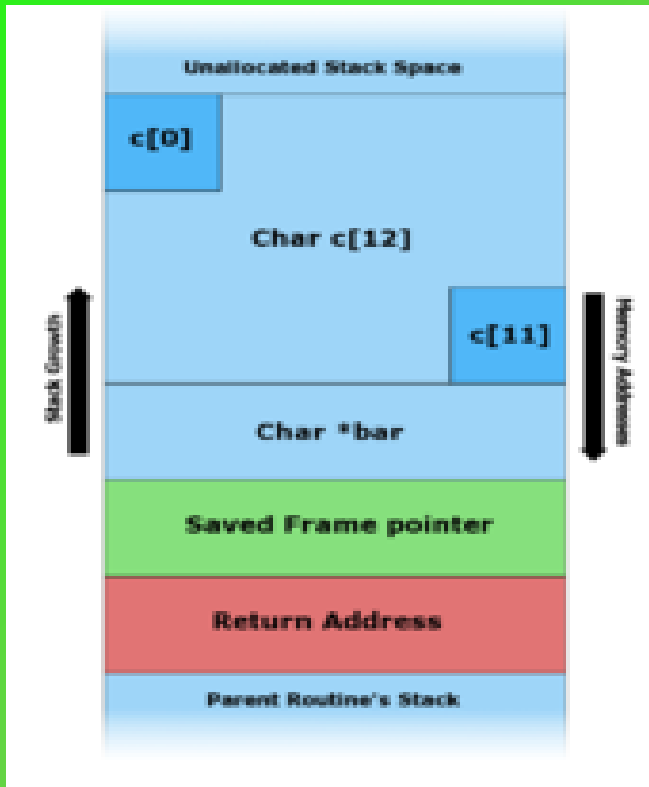 Unallocated Stack Space
c[0]
Char c[12]
c[11]
Stack Growth
Memory Addresses
Char *bar
Saved Frame pointer
Return Address
Parent Routine's Stack